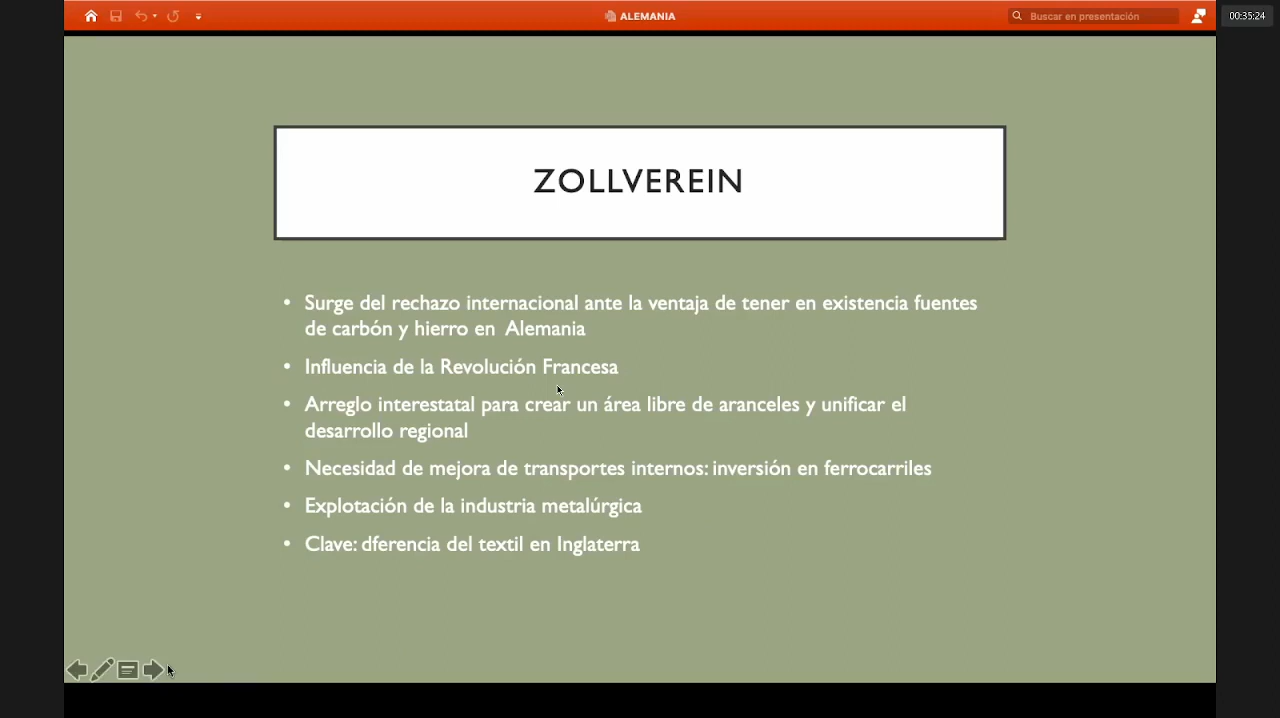 ALEMANIA
Buscar en presentación
00:35:24
ZOLLVEREIN
• Surge del rechazo internacional ante la ventaja de tener en existencia fuentes
de carbón y hierro en Alemania
• Influencia de la Revolución Francesa
• Arreglo interestatal para crear un área libre de aranceles y unificar el
desarrollo regional
• Necesidad de mejora de transportes internos: inversión en ferrocarriles
• Explotación de la industria metalúrgica
• Clave: dferencia del textil en Inglaterra